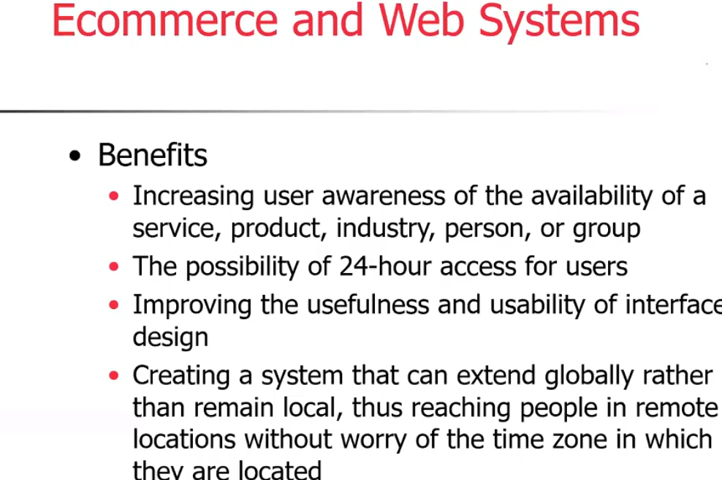 Ecommerce and Web Systems
• Benefits
• Increasing user awareness of the availability of a
service, product, industry, person, or group
• The possibility of 24-hour access for users
• Improving the usefulness and usability of interface
design
• Creating a system that can extend globally rather
than remain local, thus reaching people in remote
locations without worry of the time zone in which
they are located